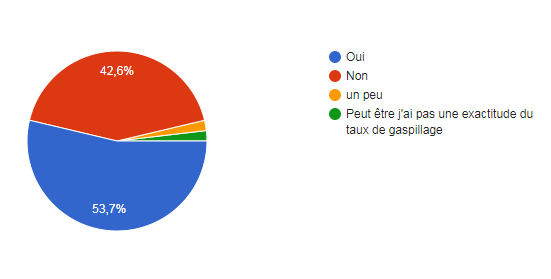 42,6%
53,7%
Oui
Non
un peu
Peut être j'ai pas une exactitude du
taux de gaspillage